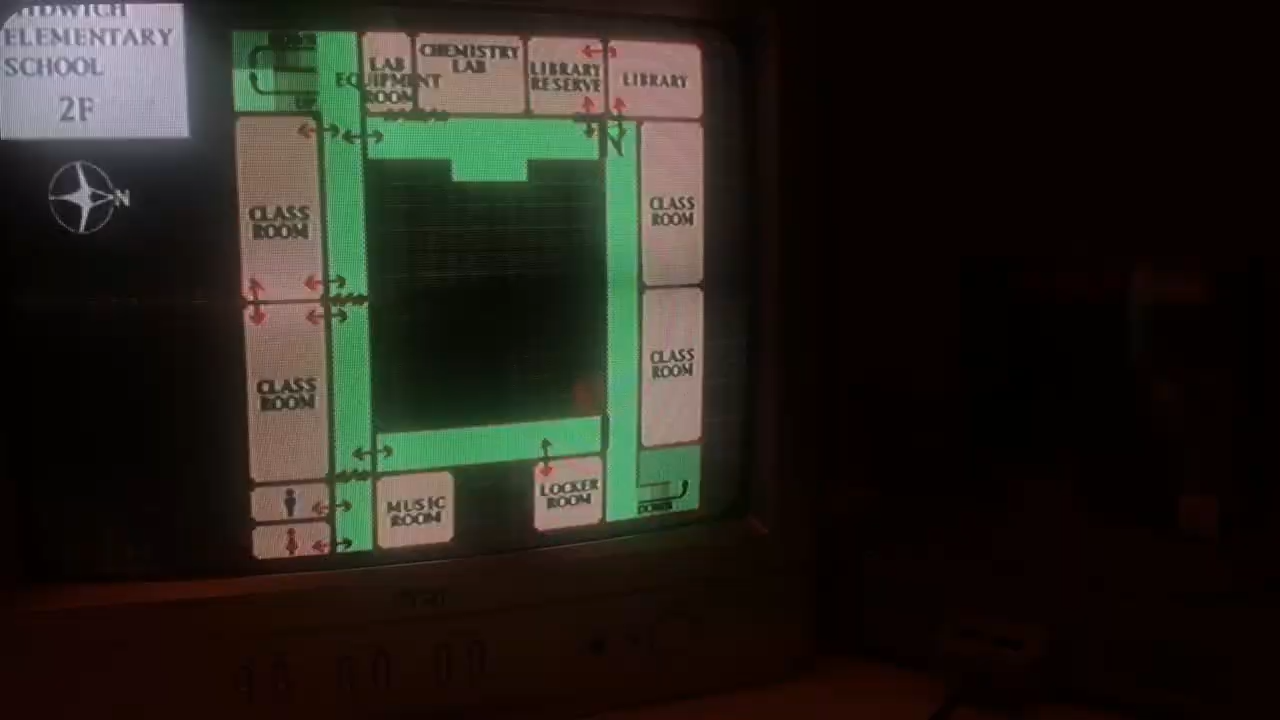 ELEMENTARY
SCHOOL
2F
N
LAB
EQUIPMENT
ROOM
CHEMISTRY
LAB
LIBRARY
RESERVE
LIBRARY
CLASS
ROOM
CLASS
ROOM
CLASS
ROOM
CLASS
ROOM
MUSIC
ROOM
LOCKER
ROOM
DOWN